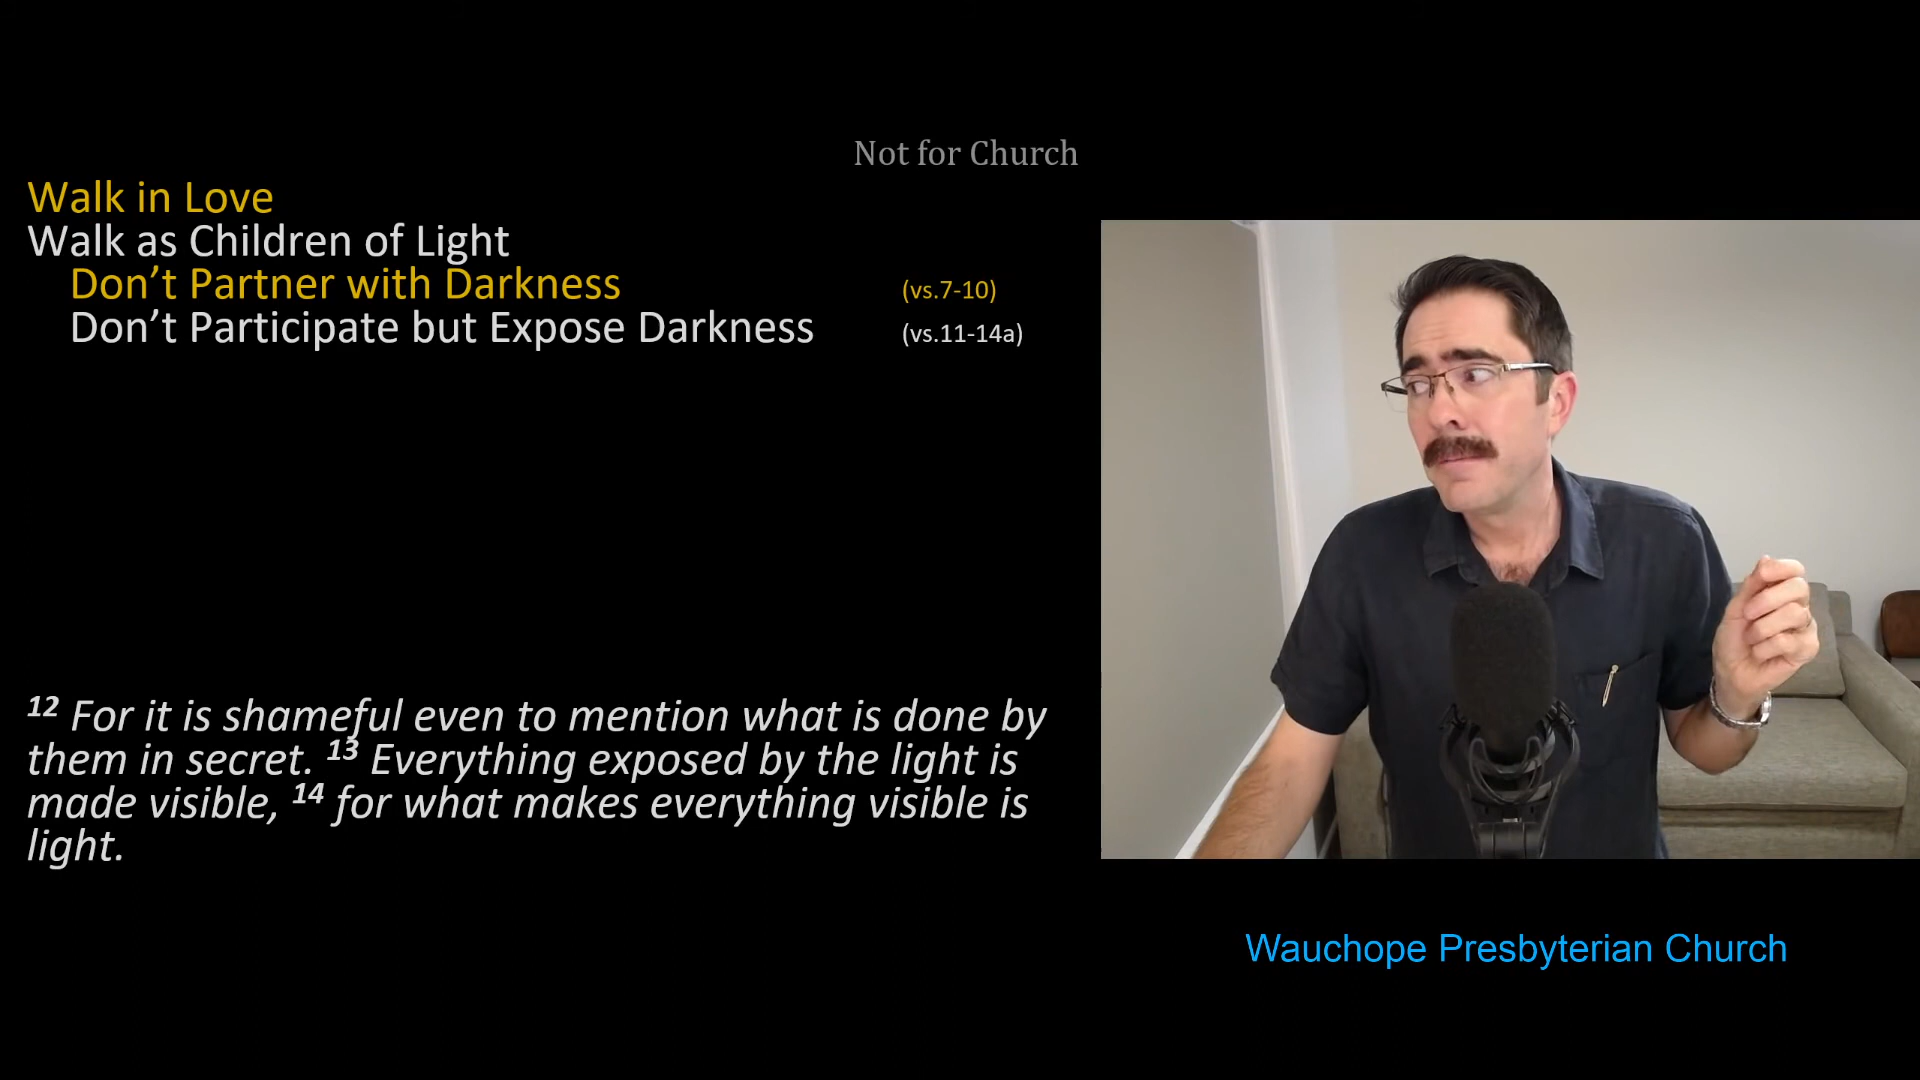 Not for Church
Walk in Love
Walk as Children of Light
Don’t Partner with Darkness (vs.7-10)
Don’t Participate but Expose Darkness (vs.11-14a)
12 For it is shameful even to mention what is done by
them in secret. 13 Everything exposed by the light is
made visible, 14 for what makes everything visible is
light.
Wauchope Presbyterian Church